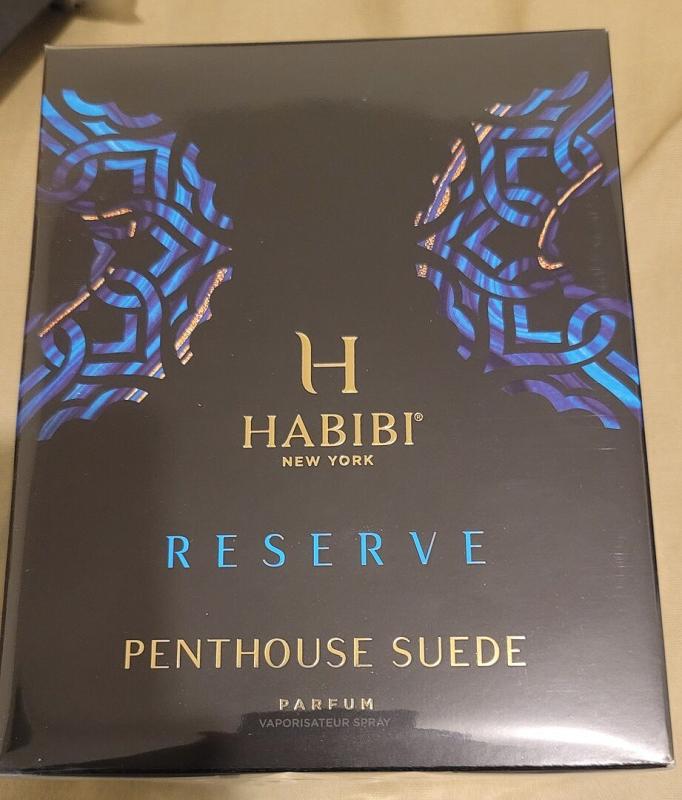 H
HABIBI®
NEW YORK
RESERVE
PENTHOUSE SUEDE
PARFUM
VAPORISATEUR SPRAY